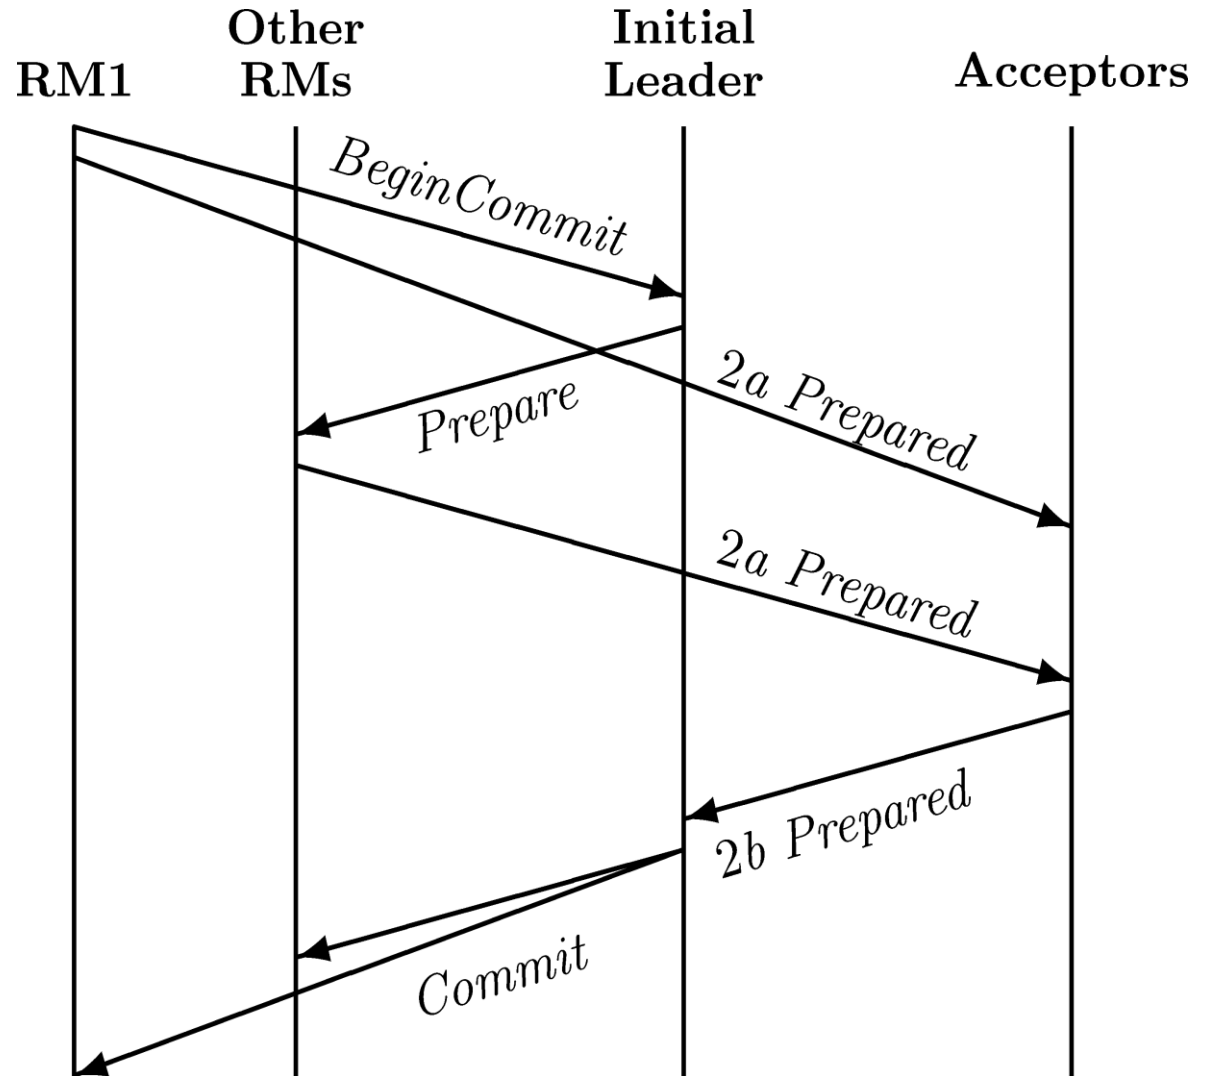 RM1
Other
RMs
Initial
Leader
Acceptors
BeginCommit
2a Prepared
Prepare
2a Prepared
2b Prepared
Commit